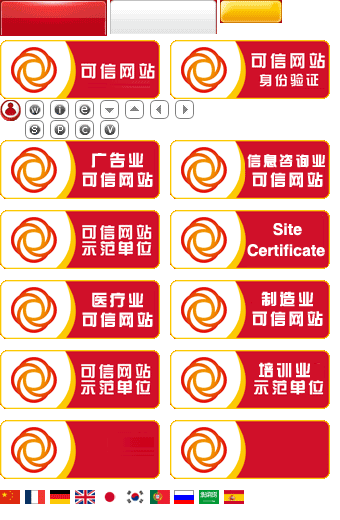 可信网站
可信网站
身份验证
W i e
S P C V
广告业
可信网站
信息咨询业
可信网站
可信网站
示范单位
Site
Certificate
医疗业
可信网站
制造业
可信网站
可信网站
示范单位
培训业
示范单位